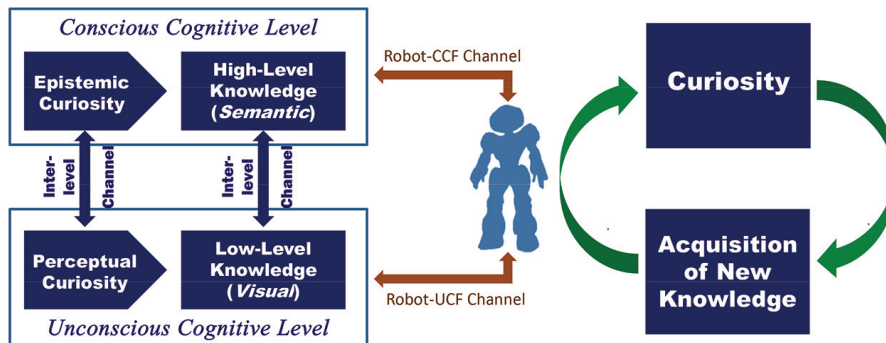 Conscious Cognitive Level
Epistemic
Curiosity
High-Level
Knowledge
(Semantic)
Inter-
level
Channel
Inter-
level
Channel
Perceptual
Curiosity
Low-Level
Knowledge
(Visual)
Unconscious Cognitive Level
Robot-CCF Channel
Robot-UCF Channel
Curiosity
Acquisition
of New
Knowledge